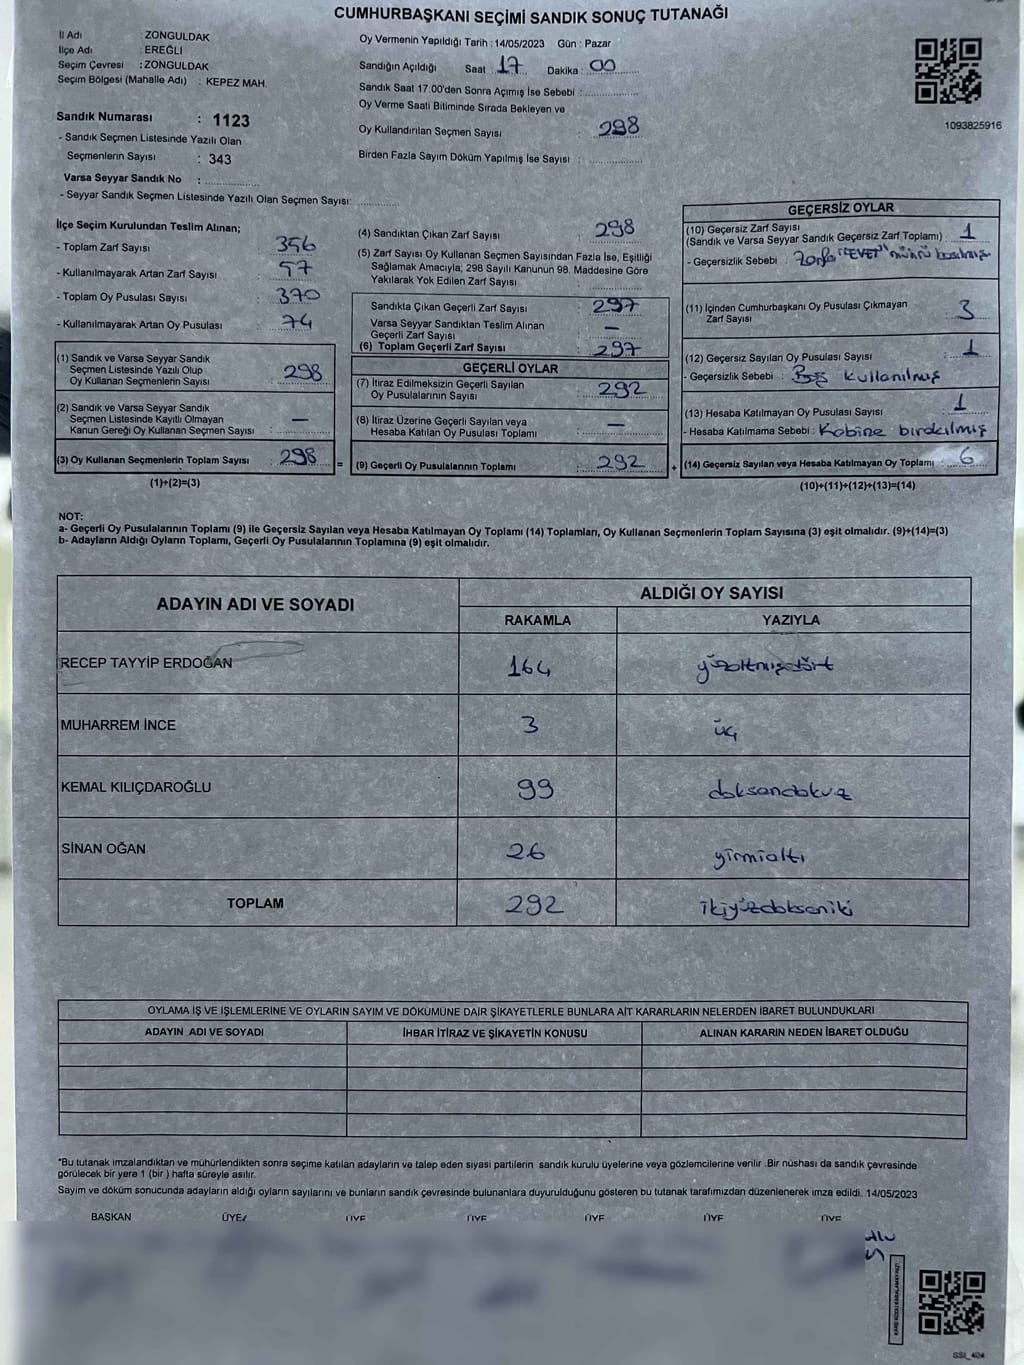 CUMHURBAŞKANI SEÇİMİ SANDIK SONUÇ TUTANAĞI
İl Adı : ZONGULDAK
İlçe Adı : EREĞLİ
Seçim Çevresi : ZONGULDAK
Seçim Bölgesi (Mahalle Adı) : KEPEZ MAH.
Sandık Numarası : 1123
- Sandık Seçmen Listesinde Yazılı Olan
Seçmenlerin Sayısı : 343
Varsa Seyyar Sandık No :
- Seyyar Sandık Seçmen Listesinde Yazılı Olan Seçmen Sayısı:
Oy Vermenin Yapıldığı Tarih : 14/05/2023 Gün : Pazar
Sandığın Açıldığı Saat 17 Dakika : 00
Sandık Saat 17.00'den Sonra Açımış İse Sebebi :
Oy Verme Saati Bitiminde Sırada Bekleyen ve
Oy Kullandırılan Seçmen Sayısı : 298
Birden Fazla Sayım Döküm Yapılmış İse Sayısı :
1093825916
İlçe Seçim Kurulundan Teslim Alınan;
- Toplam Zarf Sayısı : 356
- Kullanılmayarak Artan Zarf Sayısı : 57
- Toplam Oy Pusulası Sayısı : 370
- Kullanılmayarak Artan Oy Pusulası : 74
(1) Sandık ve Varsa Seyyar Sandık
Seçmen Listesinde Yazılı Olup
Oy Kullanan Seçmenlerin Sayısı : 298
(2) Sandık ve Varsa Seyyar Sandık
Seçmen Listesinde Kayıtlı Olmayan
Kanun Gereği Oy Kullanan Seçmen Sayısı : —
(3) Oy Kullanan Seçmenlerin Toplam Sayısı : 298
(1)+(2)=(3)
=
(4) Sandıktan Çıkan Zarf Sayısı : 298
(5) Zarf Sayısı Oy Kullanan Seçmen Sayısından Fazla İse, Eşitliği
Sağlamak Amacıyla; 298 Sayılı Kanunun 98. Maddesine Göre
Yakılarak Yok Edilen Zarf Sayısı :
Sandıkta Çıkan Geçerli Zarf Sayısı : 297
Varsa Seyyar Sandıktan Teslim Alınan
Geçerli Zarf Sayısı : —
(6) Toplam Geçerli Zarf Sayısı : 297
GEÇERLİ OYLAR
(7) İtiraz Edilmeksizin Geçerli Sayılan
Oy Pusulalarının Sayısı : 292
(8) İtiraz Üzerine Geçerli Sayılan veya
Hesaba Katılan Oy Pusulası Toplamı : —
(9) Geçerli Oy Pusulalarının Toplamı : 292
+
GEÇERSİZ OYLAR
(10) Geçersiz Zarf Sayısı
(Sandık ve Varsa Seyyar Sandık Geçersiz Zarf Toplamı) : 1
- Geçersizlik Sebebi : Zarfa "EVET" mührü basılmış
(11) İçinden Cumhurbaşkanı Oy Pusulası Çıkmayan
Zarf Sayısı : 3
(12) Geçersiz Sayılan Oy Pusulası Sayısı : 1
- Geçersizlik Sebebi : Boş kullanılmış
(13) Hesaba Katılmayan Oy Pusulası Sayısı : 1
- Hesaba Katılmama Sebebi : Kabine bırakılmış
(14) Geçersiz Sayılan veya Hesaba Katılmayan Oy Toplamı : 6
(10)+(11)+(12)+(13)=(14)
NOT:
a- Geçerli Oy Pusulalarının Toplamı (9) ile Geçersiz Sayılan veya Hesaba Katılmayan Oy Toplamı (14) Toplamları, Oy Kullanan Seçmenlerin Toplam Sayısına (3) eşit olmalıdır. (9)+(14)=(3)
b- Adayların Aldığı Oyların Toplamı, Geçerli Oy Pusulalarının Toplamına (9) eşit olmalıdır.
ADAYIN ADI VE SOYADI
ALDIĞI OY SAYISI
RAKAMLA YAZIYLA
RECEP TAYYİP ERDOĞAN 164 yüzaltmışdört
MUHARREM İNCE 3 üç
KEMAL KILIÇDAROĞLU 99 doksandokuz
SİNAN OĞAN 26 yirmialtı
TOPLAM 292 ikiyüzdoksaniki
OYLAMA İŞ VE İŞLEMLERİNE VE OYLARIN SAYIM VE DÖKÜMÜNE DAİR ŞİKAYETLERLE BUNLARA AİT KARARLARIN NELERDEN İBARET BULUNDUKLARI
ADAYIN ADI VE SOYADI İHBAR İTİRAZ VE ŞİKAYETİN KONUSU ALINAN KARARIN NEDEN İBARET OLDUĞU
*Bu tutanak imzalandıktan ve mühürlendikten sonra seçime katılan adayların ve talep eden siyasi partilerin sandık kurulu üyelerine veya gözlemcilerine verilir. Bir nüshası da sandık çevresinde
görülecek bir yere 1 (bir ) hafta süreyle asılır.
Sayım ve döküm sonucunda adayların aldığı oyların sayılarını ve bunların sandık çevresinde bulunanlara duyurulduğunu gösteren bu tutanak tarafımızdan düzenlenerek imza edildi. 14/05/2023
BAŞKAN ÜYE ÜYE ÜYE ÜYE ÜYE ÜYE
SSI_404